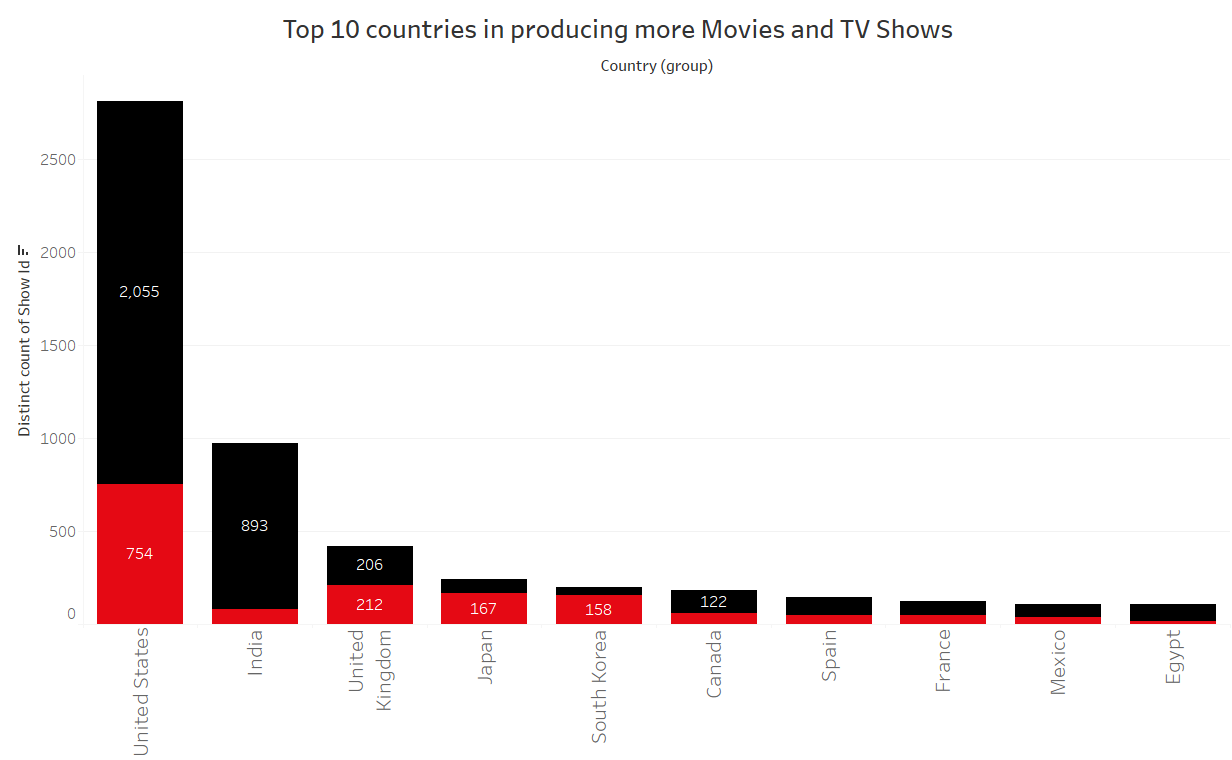 Top 10 countries in producing more Movies and TV Shows
Country (group)
Distinct count of Show Id
2500
2000
1500
1000
500
0
2,055
754
893
206
212
167
158
122
United States
India
United
Kingdom
Japan
South Korea
Canada
Spain
France
Mexico
Egypt